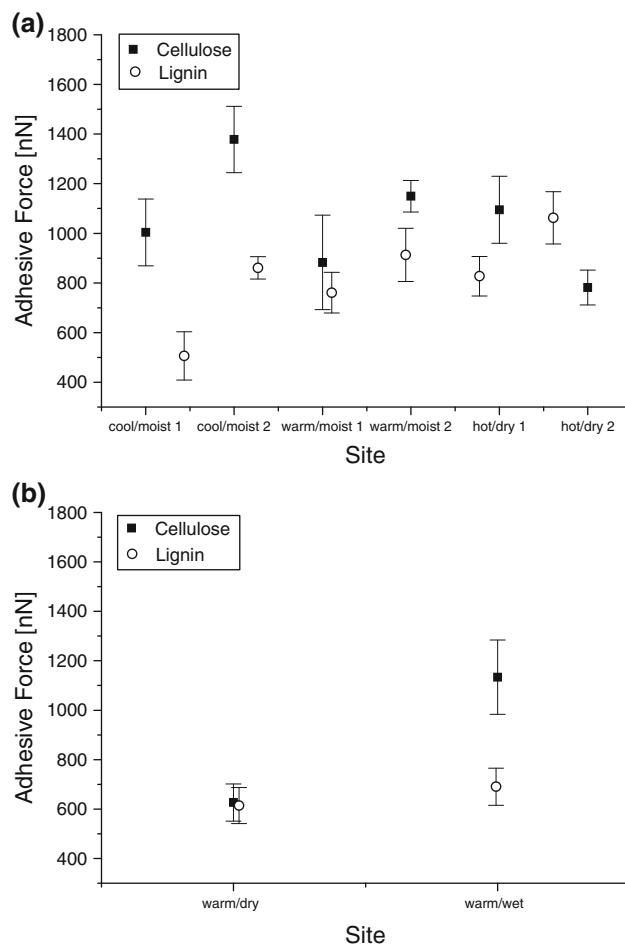 (a)
1800
1600
1400
1200
1000
800
600
400
Adhesive Force [nN]
Cellulose
Lignin
cool/moist 1 cool/moist 2 warm/moist 1 warm/moist 2 hot/dry 1 hot/dry 2
Site
(b)
1800
1600
1400
1200
1000
800
600
400
Adhesive Force [nN]
Cellulose
Lignin
warm/dry warm/wet
Site